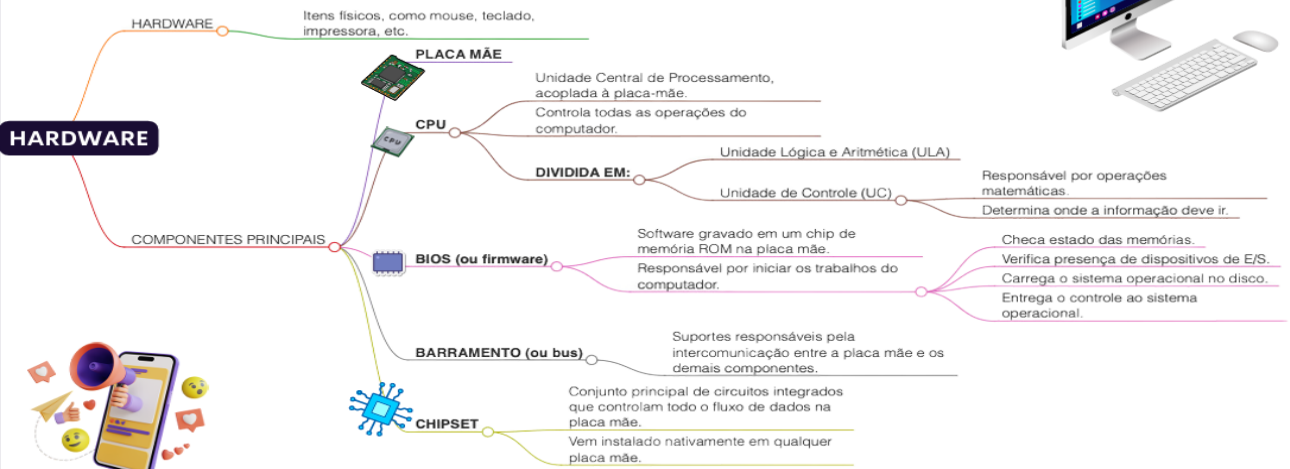 HARDWARE
HARDWARE
Itens físicos, como mouse, teclado,
impressora, etc.
COMPONENTES PRINCIPAIS
PLACA MÃE
CPU
CPU
Unidade Central de Processamento,
acoplada à placa-mãe.
Controla todas as operações do
computador.
DIVIDIDA EM:
Unidade Lógica e Aritmética (ULA)
Unidade de Controle (UC)
Responsável por operações
matemáticas.
Determina onde a informação deve ir.
BIOS (ou firmware)
Software gravado em um chip de
memória ROM na placa mãe.
Responsável por iniciar os trabalhos do
computador.
Checa estado das memórias.
Verifica presença de dispositivos de E/S.
Carrega o sistema operacional no disco.
Entrega o controle ao sistema
operacional.
BARRAMENTO (ou bus)
Suportes responsáveis pela
intercomunicação entre a placa mãe e os
demais componentes.
CHIPSET
Conjunto principal de circuitos integrados
que controlam todo o fluxo de dados na
placa mãe.
Vem instalado nativamente em qualquer
placa mãe.